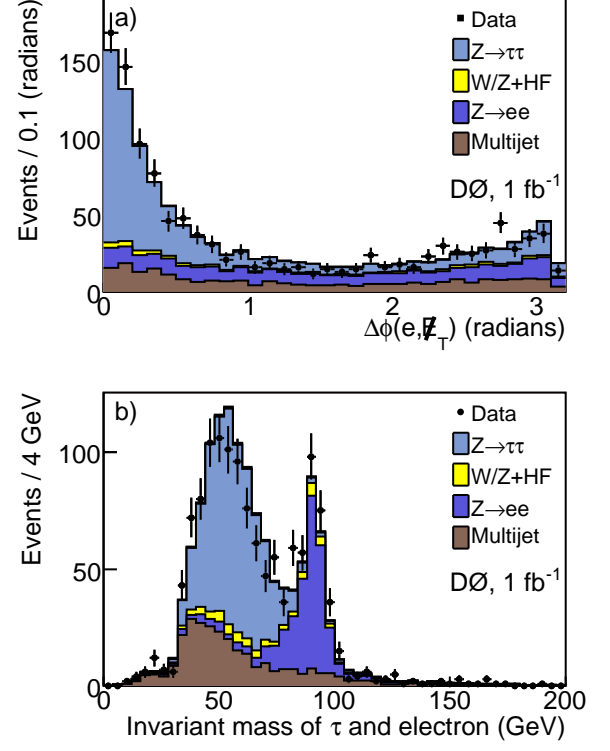 a)
Data
Z→ττ
W/Z+HF
Z→ee
Multijet
DØ, 1 fb⁻¹
Events / 0.1 (radians)
150
100
50
0
0 1 2 3
Δϕ(e,E̸_T) (radians)
b)
Data
Z→ττ
W/Z+HF
Z→ee
Multijet
DØ, 1 fb⁻¹
Events / 4 GeV
100
50
0
0 50 100 150 200
Invariant mass of τ and electron (GeV)